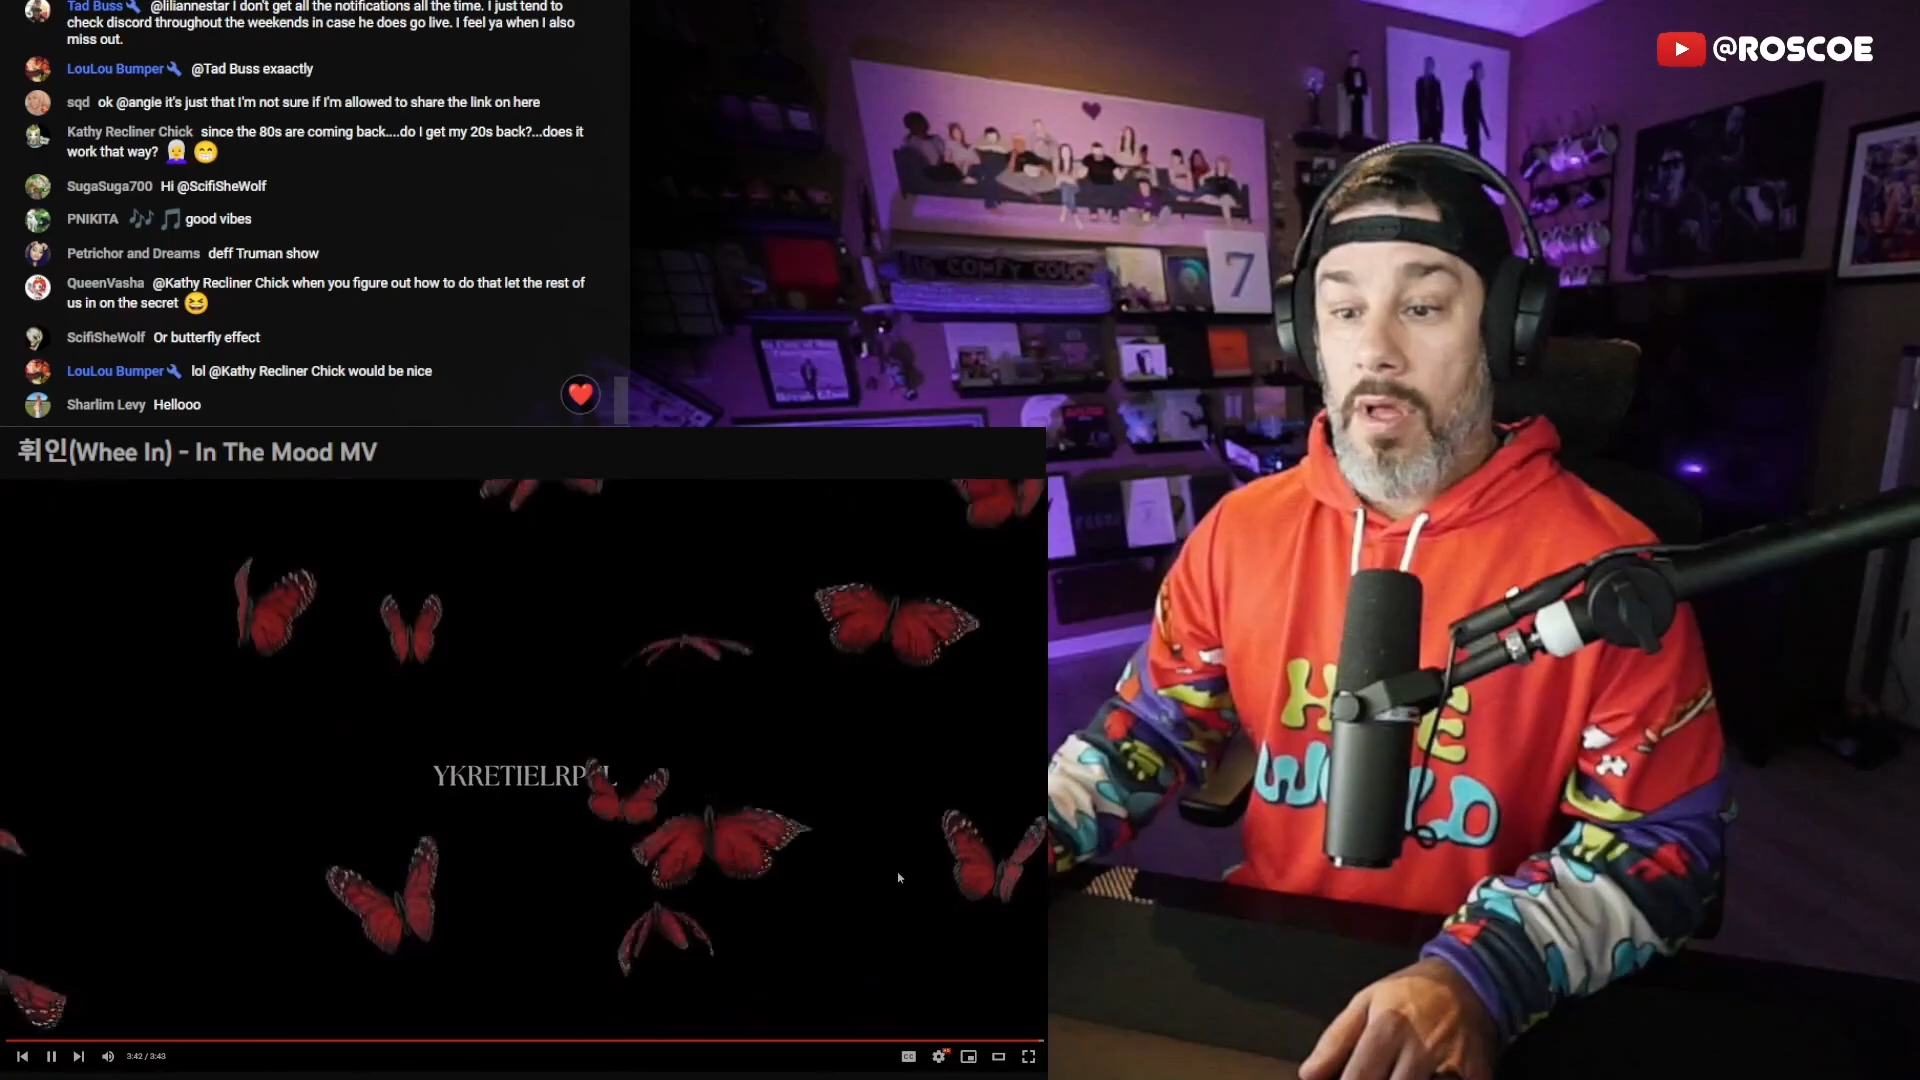 Tad Buss @liliannestar I don't get all the notifications all the time. I just tend to
check discord throughout the weekends in case he does go live. I feel ya when I also
miss out.
LouLou Bumper @Tad Buss exaactly
sqd ok @angie it's just that I'm not sure if I'm allowed to share the link on here
Kathy Recliner Chick since the 80s are coming back....do I get my 20s back?...does it
work that way?
SugaSuga700 Hi @ScifiSheWolf
PNIKITA good vibes
Petrichor and Dreams deff Truman show
QueenVasha @Kathy Recliner Chick when you figure out how to do that let the rest of
us in on the secret
ScifiSheWolf Or butterfly effect
LouLou Bumper lol @Kathy Recliner Chick would be nice
Sharlim Levy Hellooo
@ROSCOE
COMFY COUCH
7
휘인(Whee In) - In The Mood MV
YKRETIELRP
3:42 / 3:43
CC